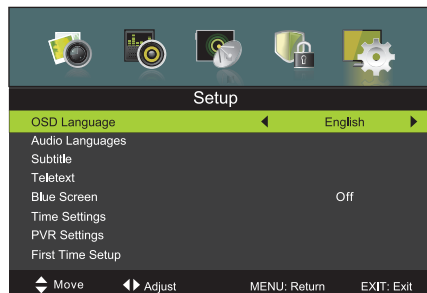 Setup
OSD Language English
Audio Languages
Subtitle
Teletext
Blue Screen Off
Time Settings
PVR Settings
First Time Setup
Move Adjust MENU: Return EXIT: Exit